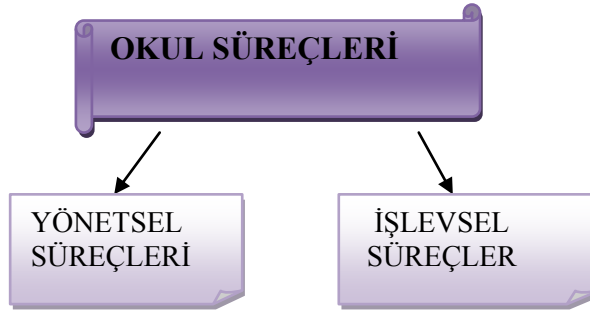 OKUL SÜREÇLERİ
YÖNETSEL
SÜREÇLERİ
İŞLEVSEL
SÜREÇLER